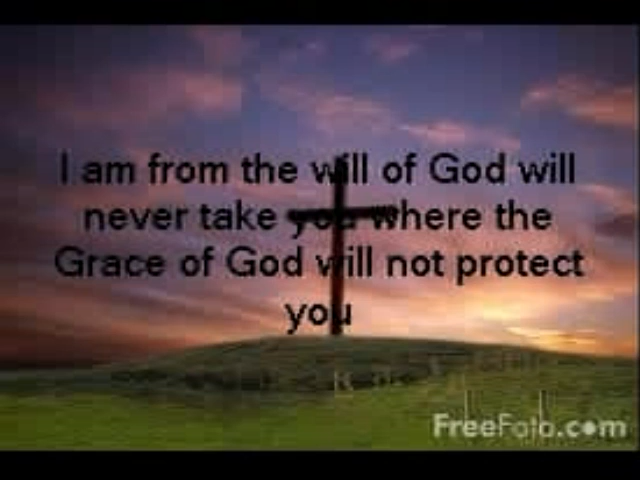 I am from the will of God will
never take you where the
Grace of God will not protect
you
FreeFoto.com